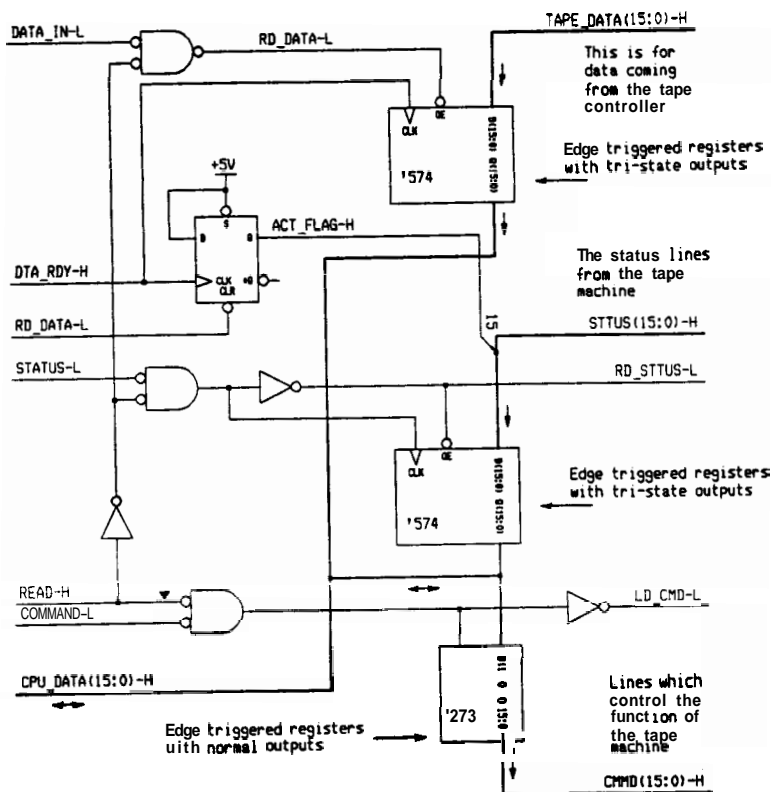 DATA_IN-L
RD_DATA-L
TAPE_DATA(15:0)-H
This is for
data coming
from the tape
controller
CLK
OE
D(15:0) Q(15:0)
'574
Edge triggered registers
with tri-state outputs
+5V
S
D
Q
ACT_FLAG-H
CLK
CLR
DTA_RDY-H
The status lines
from the tape
machine
RD_DATA-L
15
STTUS(15:0)-H
STATUS-L
RD_STTUS-L
CLK
OE
D(15:0) Q(15:0)
'574
Edge triggered registers
with tri-state outputs
READ-H
COMMAND-L
LD_CMD-L
CPU_DATA(15:0)-H
'273
Edge triggered registers
uith normal outputs
Lines which
control the
function of
the tape
machine
CMMD(15:0)-H